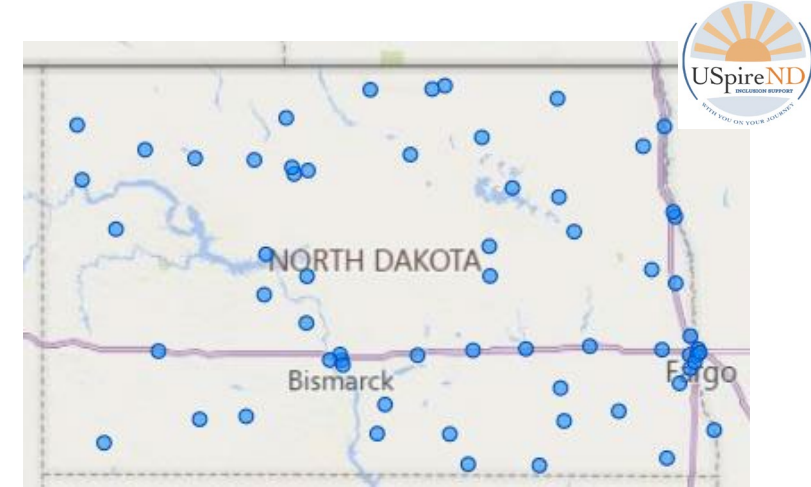 USpireND
INCLUSION SUPPORT
WITH YOU ON YOUR JOURNEY
NORTH DAKOTA
Bismarck
Fargo